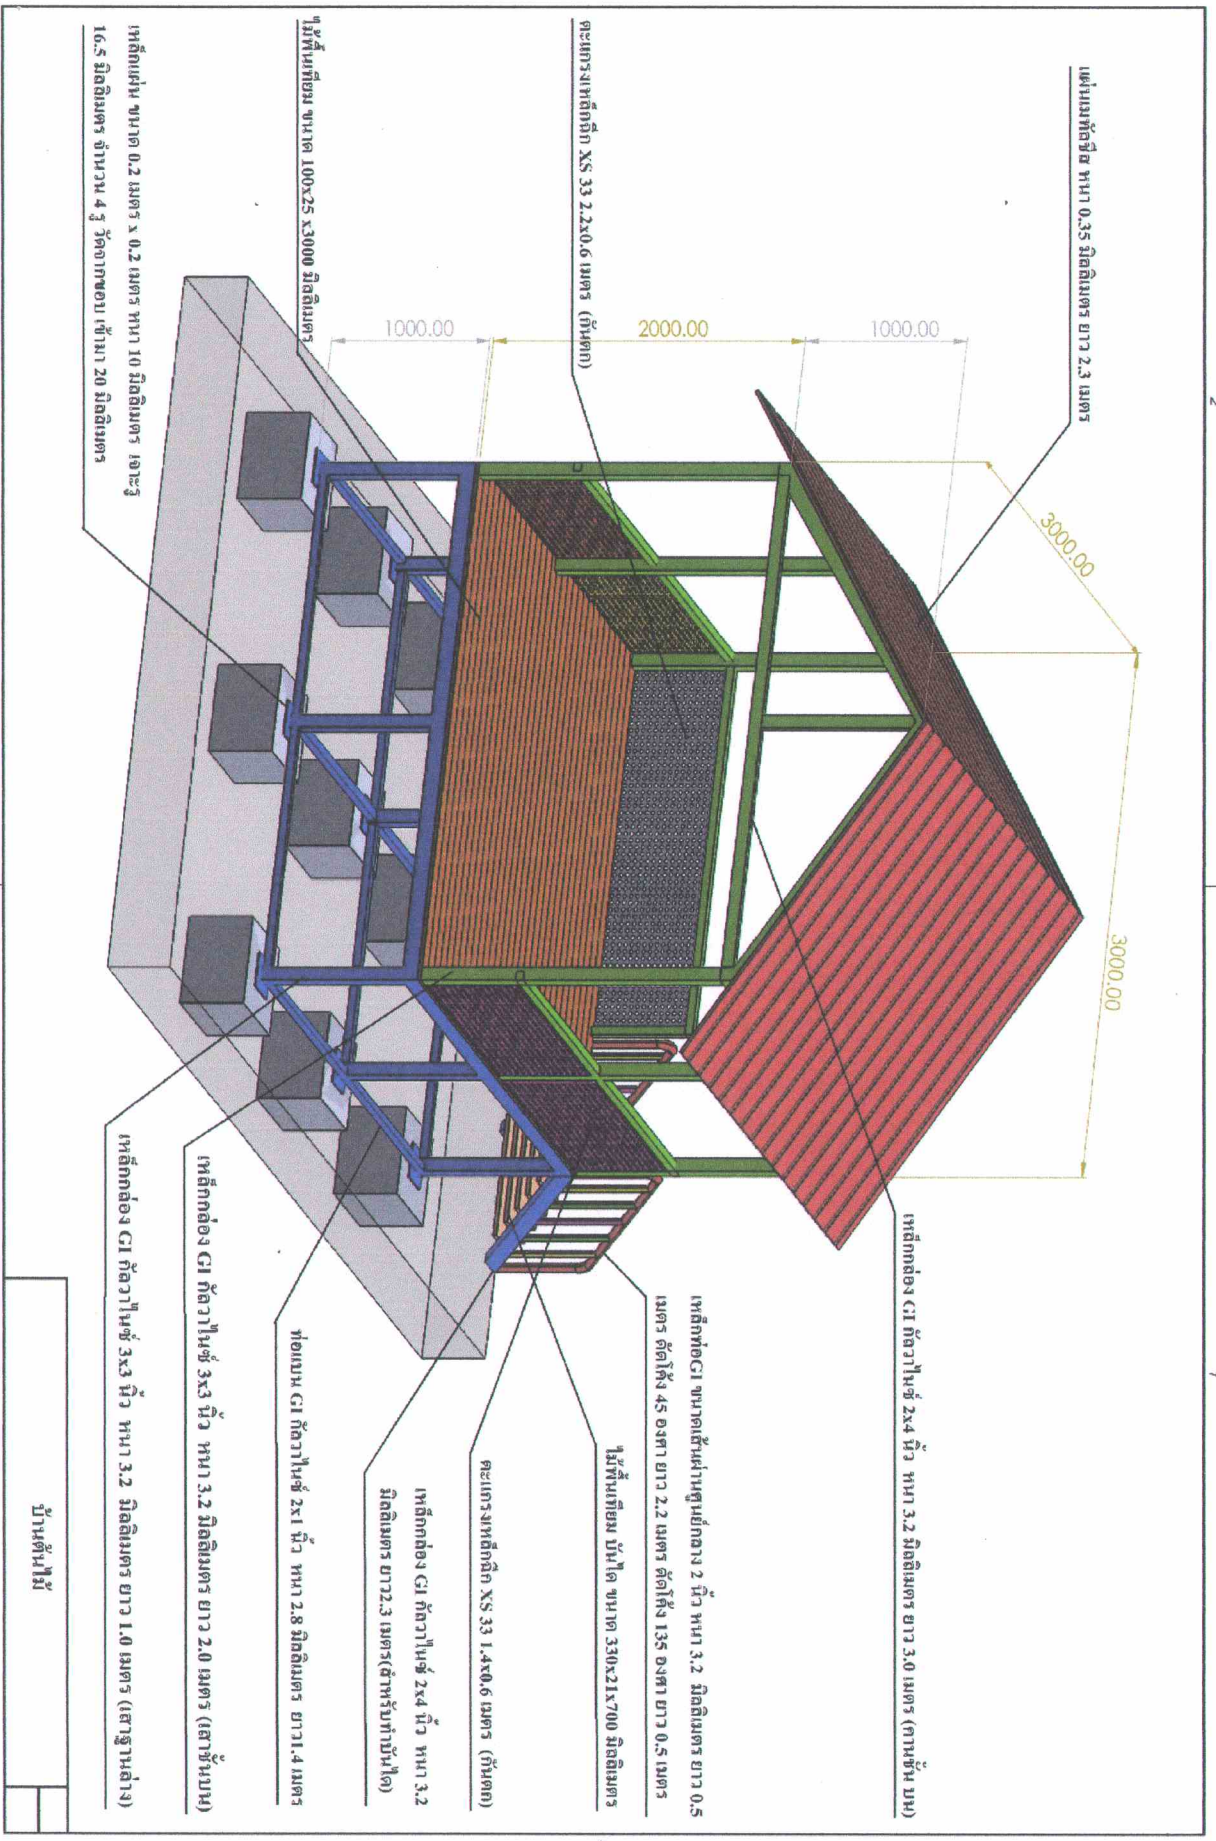 แผ่นเมทัลชีส หนา 0.35 มิลลิเมตร ยาว 2.3 เมตร
ตะแกรงเหล็กฉีก XS 33 2.2x0.6 เมตร (กันตก)
ไม้พื้นเทียม ขนาด 100x25 x3000 มิลลิเมตร
เหล็กแผ่น ขนาด 0.2 เมตร x 0.2 เมตร หนา 10 มิลลิเมตร เจาะรู
16.5 มิลลิเมตร จำนวน 4 รู วัดจากขอบ เข้ามา 20 มิลลิเมตร
1000.00
2000.00
1000.00
3000.00
3000.00
เหล็กกล่อง GI กัลวาไนซ์ 2x4 นิ้ว หนา 3.2 มิลลิเมตร ยาว 3.0 เมตร (คานชั้น บน)
เหล็กท่อGI ขนาดเส้นผ่านศูนย์กลาง 2 นิ้ว หนา 3.2 มิลลิเมตร ยาว 0.5
เมตร ดัดโค้ง 45 องศา ยาว 2.2 เมตร ดัดโค้ง 135 องศา ยาว 0.5 เมตร
ไม้พื้นเทียม บันได ขนาด 330x21x700 มิลลิเมตร
ตะแกรงเหล็กฉีก XS 33 1.4x0.6 เมตร (กันตก)
เหล็กกล่อง GI กัลวาไนซ์ 2x4 นิ้ว หนา 3.2
มิลลิเมตร ยาว2.3 เมตร(สำหรับทำบันได)
ท่อแบน GI กัลวาไนซ์ 2x1 นิ้ว หนา 2.8 มิลลิเมตร ยาว1.4 เมตร
เหล็กกล่อง GI กัลวาไนซ์ 3x3 นิ้ว หนา 3.2 มิลลิเมตร ยาว 2.0 เมตร (เสาชั้นบน)
เหล็กกล่อง GI กัลวาไนซ์ 3x3 นิ้ว หนา 3.2 มิลลิเมตร ยาว 1.0 เมตร (เสาฐานล่าง)
บ้านต้นไม้